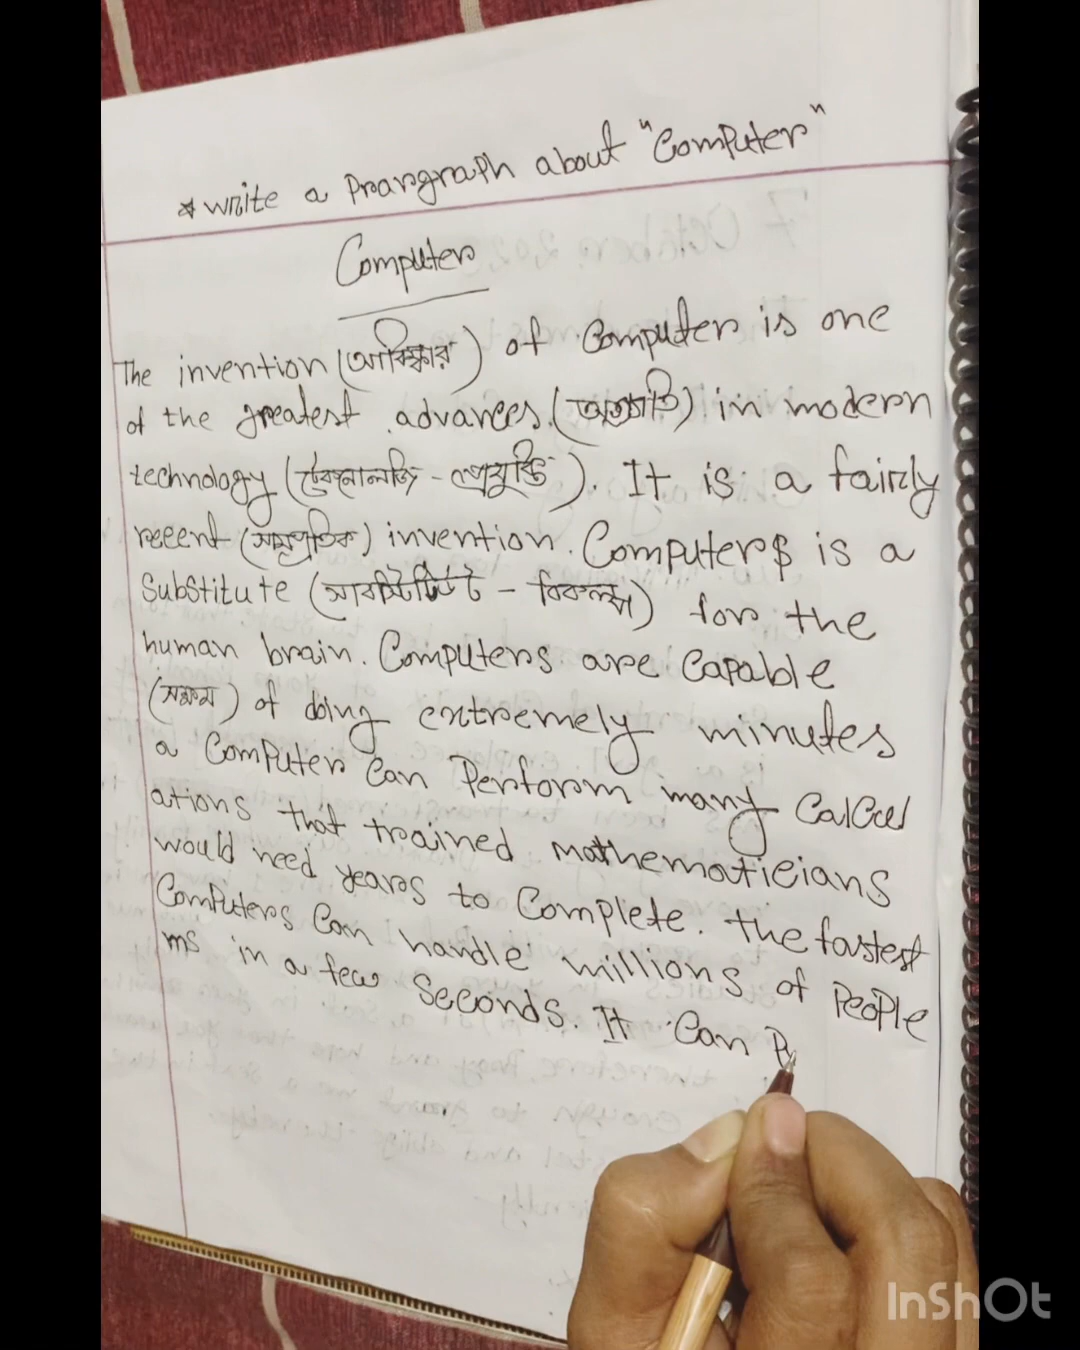 * write a Prargraph about "Computer"
Computer
The invention (আবিষ্কার) of Computer is one
of the greatest advances (অগ্রগতি) in modern
technology (টেকনোলজি - প্রযুক্তি). It is a fairly
recent (সাম্প্রতিক) invention. Computers is a
Substitute (সাবস্টিটিউট - বিকল্প) for the
human brain. Computers are Capable
(সক্ষম) of doing extremely minutes
a Computer Can Perform many Calcul
ations that trained mathematicians
would need years to Complete. the fastest
Computers Can handle millions of People
ms in a few Seconds. It Can P
InShOt